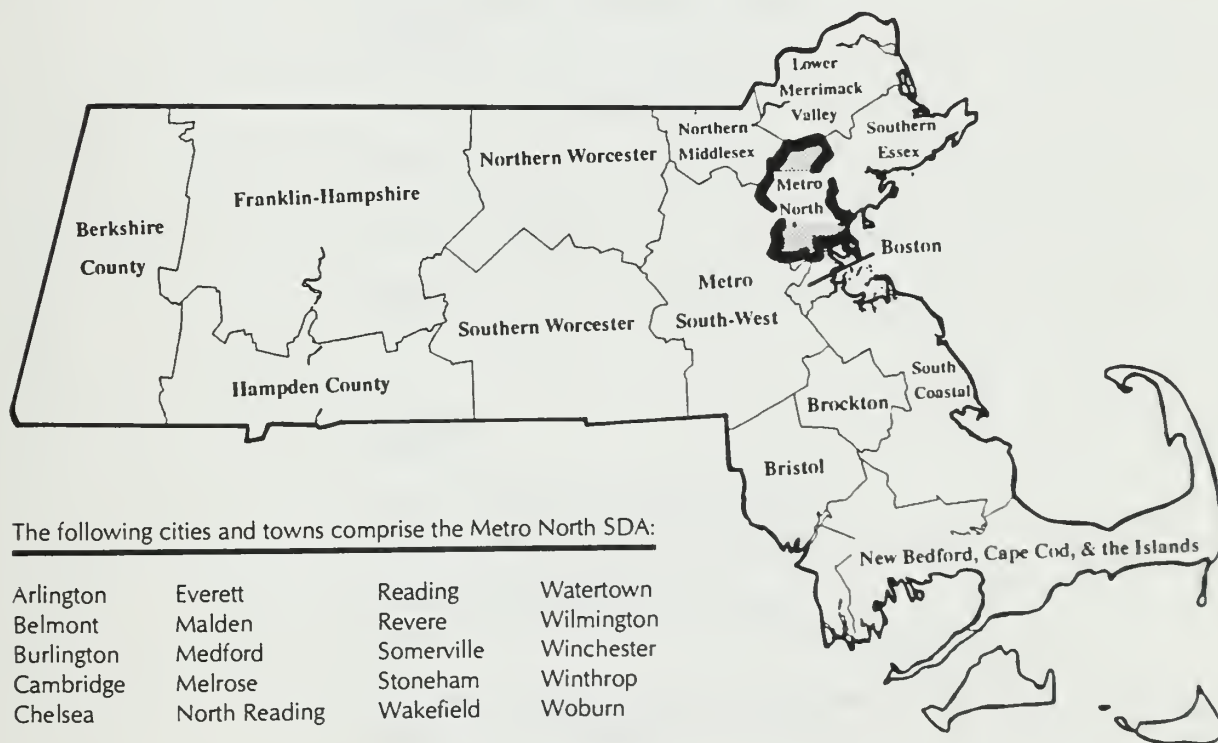 Lower
Merrimack
Valley
Northern
Middlesex
Southern
Essex
Northern Worcester
Metro
North
Franklin-Hampshire
Berkshire
County
Boston
Metro
South-West
Southern Worcester
South
Coastal
Hampden County
Brockton
Bristol
New Bedford, Cape Cod, & the Islands
The following cities and towns comprise the Metro North SDA:
Arlington Everett Reading Watertown
Belmont Malden Revere Wilmington
Burlington Medford Somerville Winchester
Cambridge Melrose Stoneham Winthrop
Chelsea North Reading Wakefield Woburn